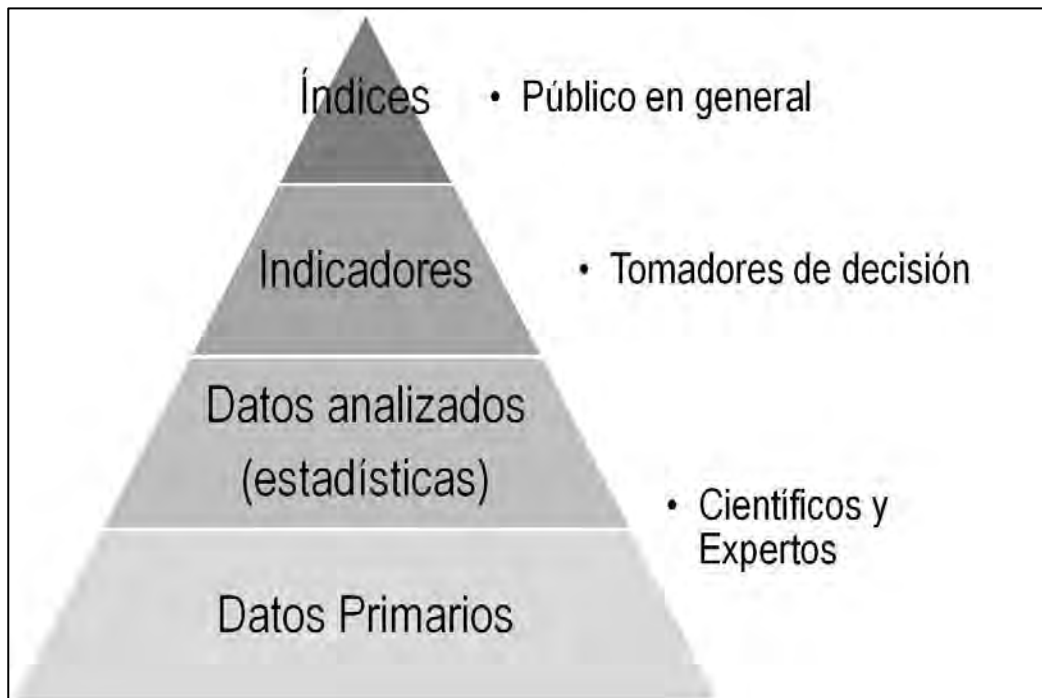 Índices
• Público en general
Indicadores
• Tomadores de decisión
Datos analizados
(estadísticas)
• Científicos y
Expertos
Datos Primarios